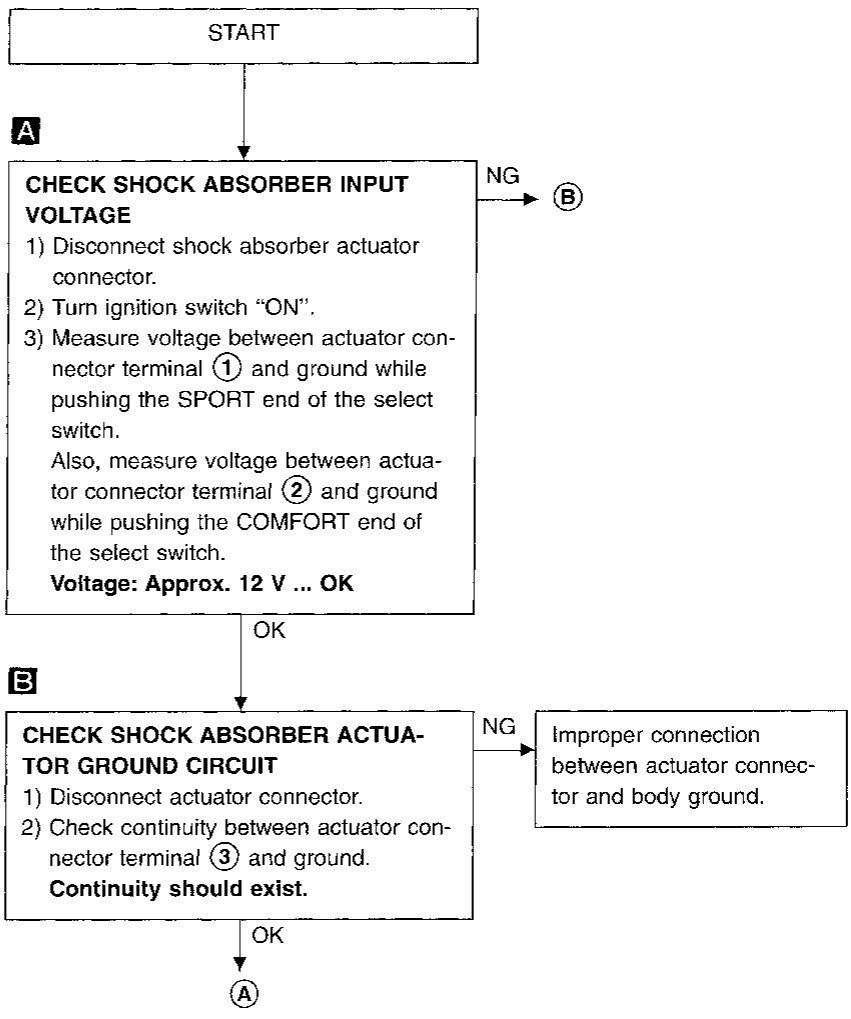 START
A
CHECK SHOCK ABSORBER INPUT
VOLTAGE
1) Disconnect shock absorber actuator
connector.
2) Turn ignition switch “ON”.
3) Measure voltage between actuator con-
nector terminal ① and ground while
pushing the SPORT end of the select
switch.
Also, measure voltage between actua-
tor connector terminal ② and ground
while pushing the COMFORT end of
the select switch.
Voltage: Approx. 12 V ... OK
NG
Ⓑ
OK
B
CHECK SHOCK ABSORBER ACTUA-
TOR GROUND CIRCUIT
1) Disconnect actuator connector.
2) Check continuity between actuator con-
nector terminal ③ and ground.
Continuity should exist.
NG
Improper connection
between actuator connec-
tor and body ground.
OK
Ⓐ